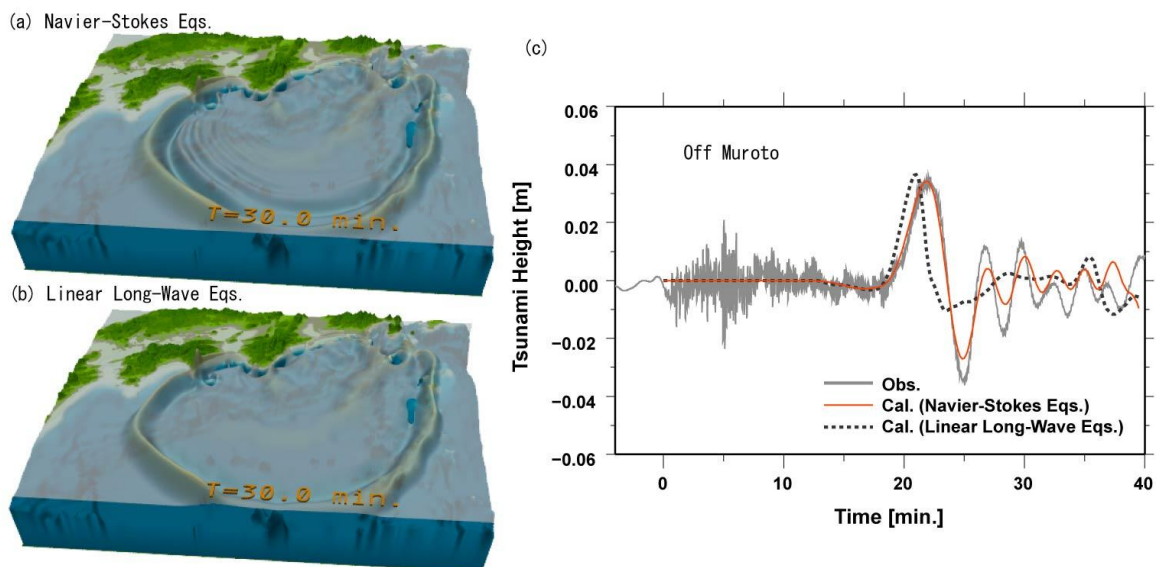 (a) Navier-Stokes Eqs.
T=30.0 min.
(b) Linear Long-Wave Eqs.
T=30.0 min.
(c)
Off Muroto
Tsunami Height [m]
0.06
0.04
0.02
0.00
−0.02
−0.04
−0.06
Obs.
Cal. (Navier-Stokes Eqs.)
Cal. (Linear Long-Wave Eqs.)
0 10 20 30 40
Time [min.]